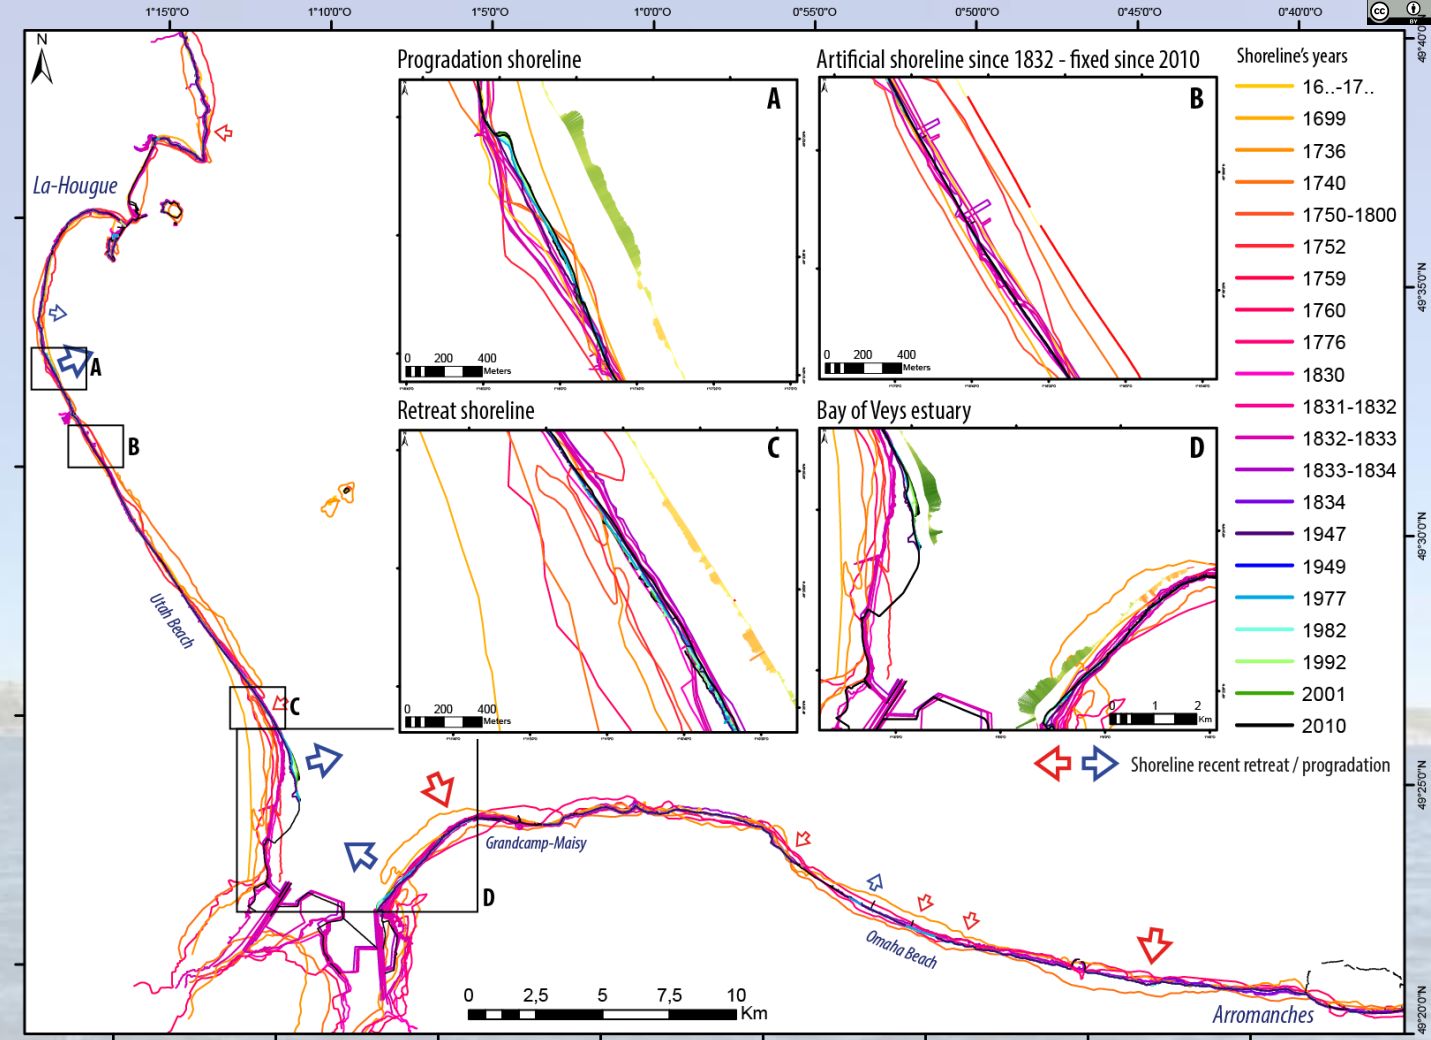 1°15'0"O
1°10'0"O
1°5'0"O
1°0'0"O
0°55'0"O
0°50'0"O
0°45'0"O
0°40'0"O
cc
BY
49°40'0"N
49°35'0"N
49°30'0"N
49°25'0"N
49°20'0"N
N
La-Hougue
A
B
Utah Beach
C
D
Grandcamp-Maisy
Omaha Beach
Arromanches
0 2,5 5 7,5 10
Km
Progradation shoreline
A
0 200 400
Meters
Artificial shoreline since 1832 - fixed since 2010
B
0 200 400
Meters
Retreat shoreline
C
0 200 400
Meters
Bay of Veys estuary
D
0 1 2
Km
Shoreline's years
16..-17..
1699
1736
1740
1750-1800
1752
1759
1760
1776
1830
1831-1832
1832-1833
1833-1834
1834
1947
1949
1977
1982
1992
2001
2010
Shoreline recent retreat / progradation